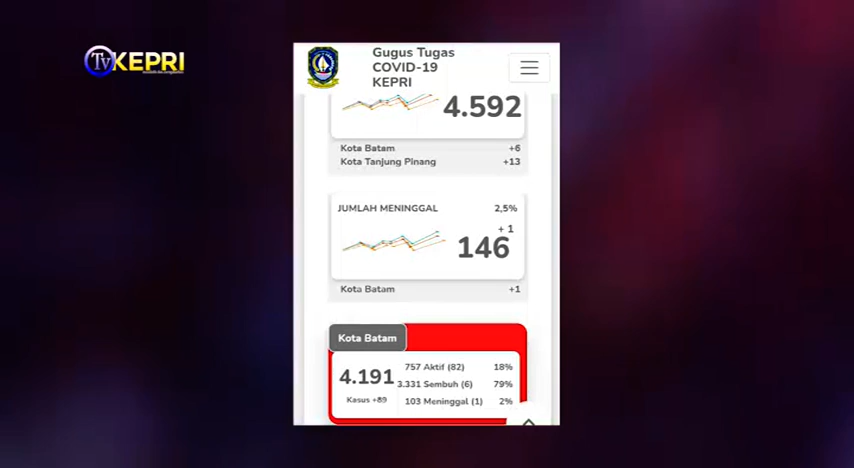 Tv KEPRI
Gugus Tugas
COVID-19
KEPRI
4.592
Kota Batam +6
Kota Tanjung Pinang +13
JUMLAH MENINGGAL 2,5%
+ 1
146
Kota Batam +1
Kota Batam
4.191
Kasus +89
757 Aktif (82) 18%
3.331 Sembuh (6) 79%
103 Meninggal (1) 2%